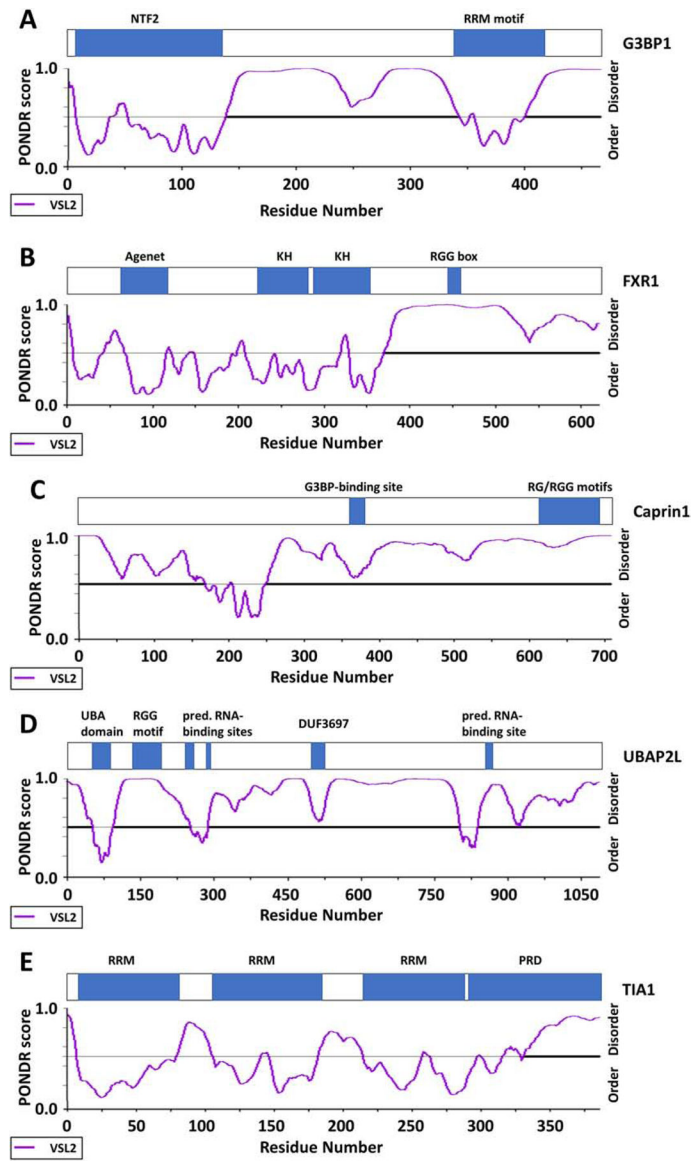 A
NTF2 RRM motif
G3BP1
1.0
PONDR score
0.0
Disorder
Order
0 100 200 300 400
Residue Number
VSL2
B
Agenet KH KH RGG box
FXR1
1.0
PONDR score
0.0
Disorder
Order
0 100 200 300 400 500 600
Residue Number
VSL2
C
G3BP-binding site RG/RGG motifs
Caprin1
1.0
PONDR score
0.0
Disorder
Order
0 100 200 300 400 500 600 700
Residue Number
VSL2
D
UBA RGG pred. RNA- DUF3697 pred. RNA-
domain motif binding sites binding site
UBAP2L
1.0
PONDR score
0.0
Disorder
Order
0 150 300 450 600 750 900 1050
Residue Number
VSL2
E
RRM RRM RRM PRD
TIA1
1.0
PONDR score
0.0
Disorder
Order
0 50 100 150 200 250 300 350
Residue Number
VSL2